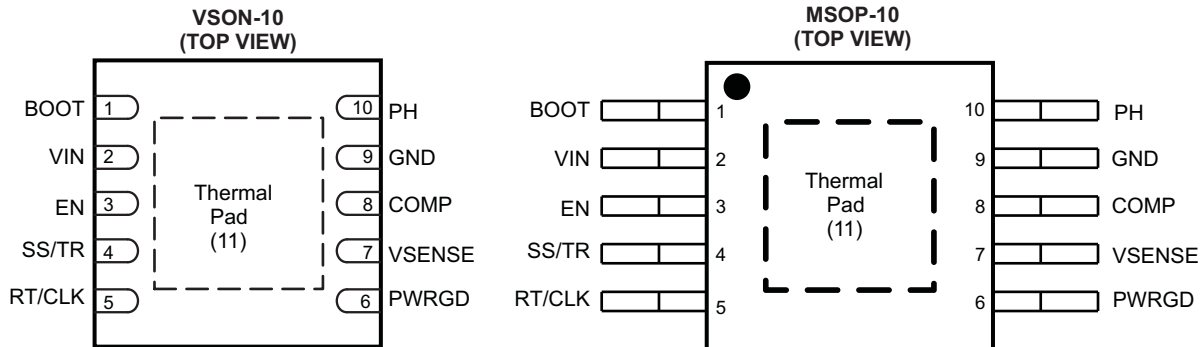 VSON-10
(TOP VIEW)
BOOT 1
VIN 2
EN 3
SS/TR 4
RT/CLK 5
Thermal
Pad
(11)
10 PH
9 GND
8 COMP
7 VSENSE
6 PWRGD
MSOP-10
(TOP VIEW)
BOOT 1
VIN 2
EN 3
SS/TR 4
RT/CLK 5
Thermal
Pad
(11)
10 PH
9 GND
8 COMP
7 VSENSE
6 PWRGD